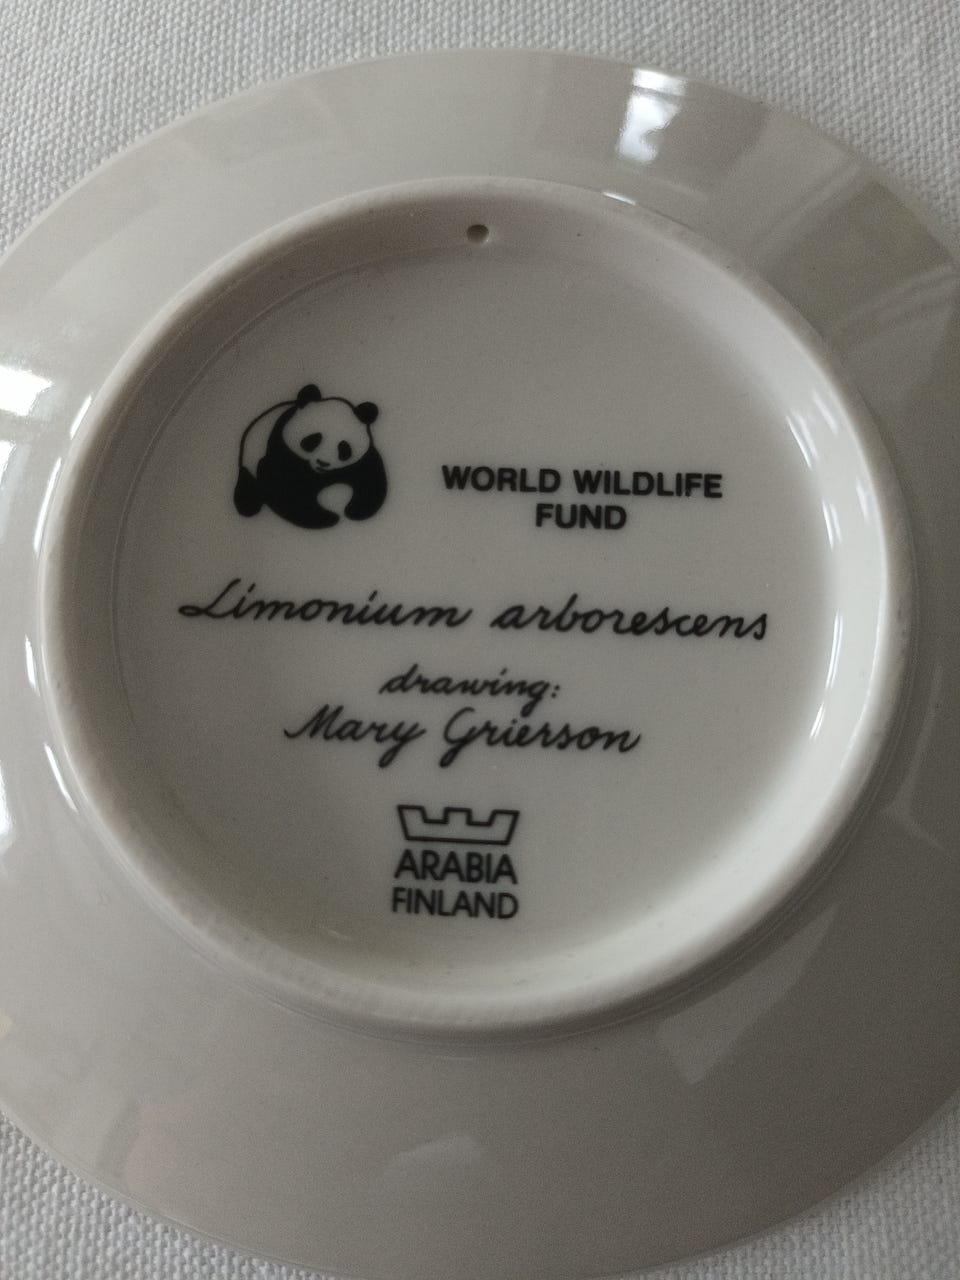 WORLD WILDLIFE
FUND
Limonium arborescens
drawing:
Mary Grierson
ARABIA
FINLAND